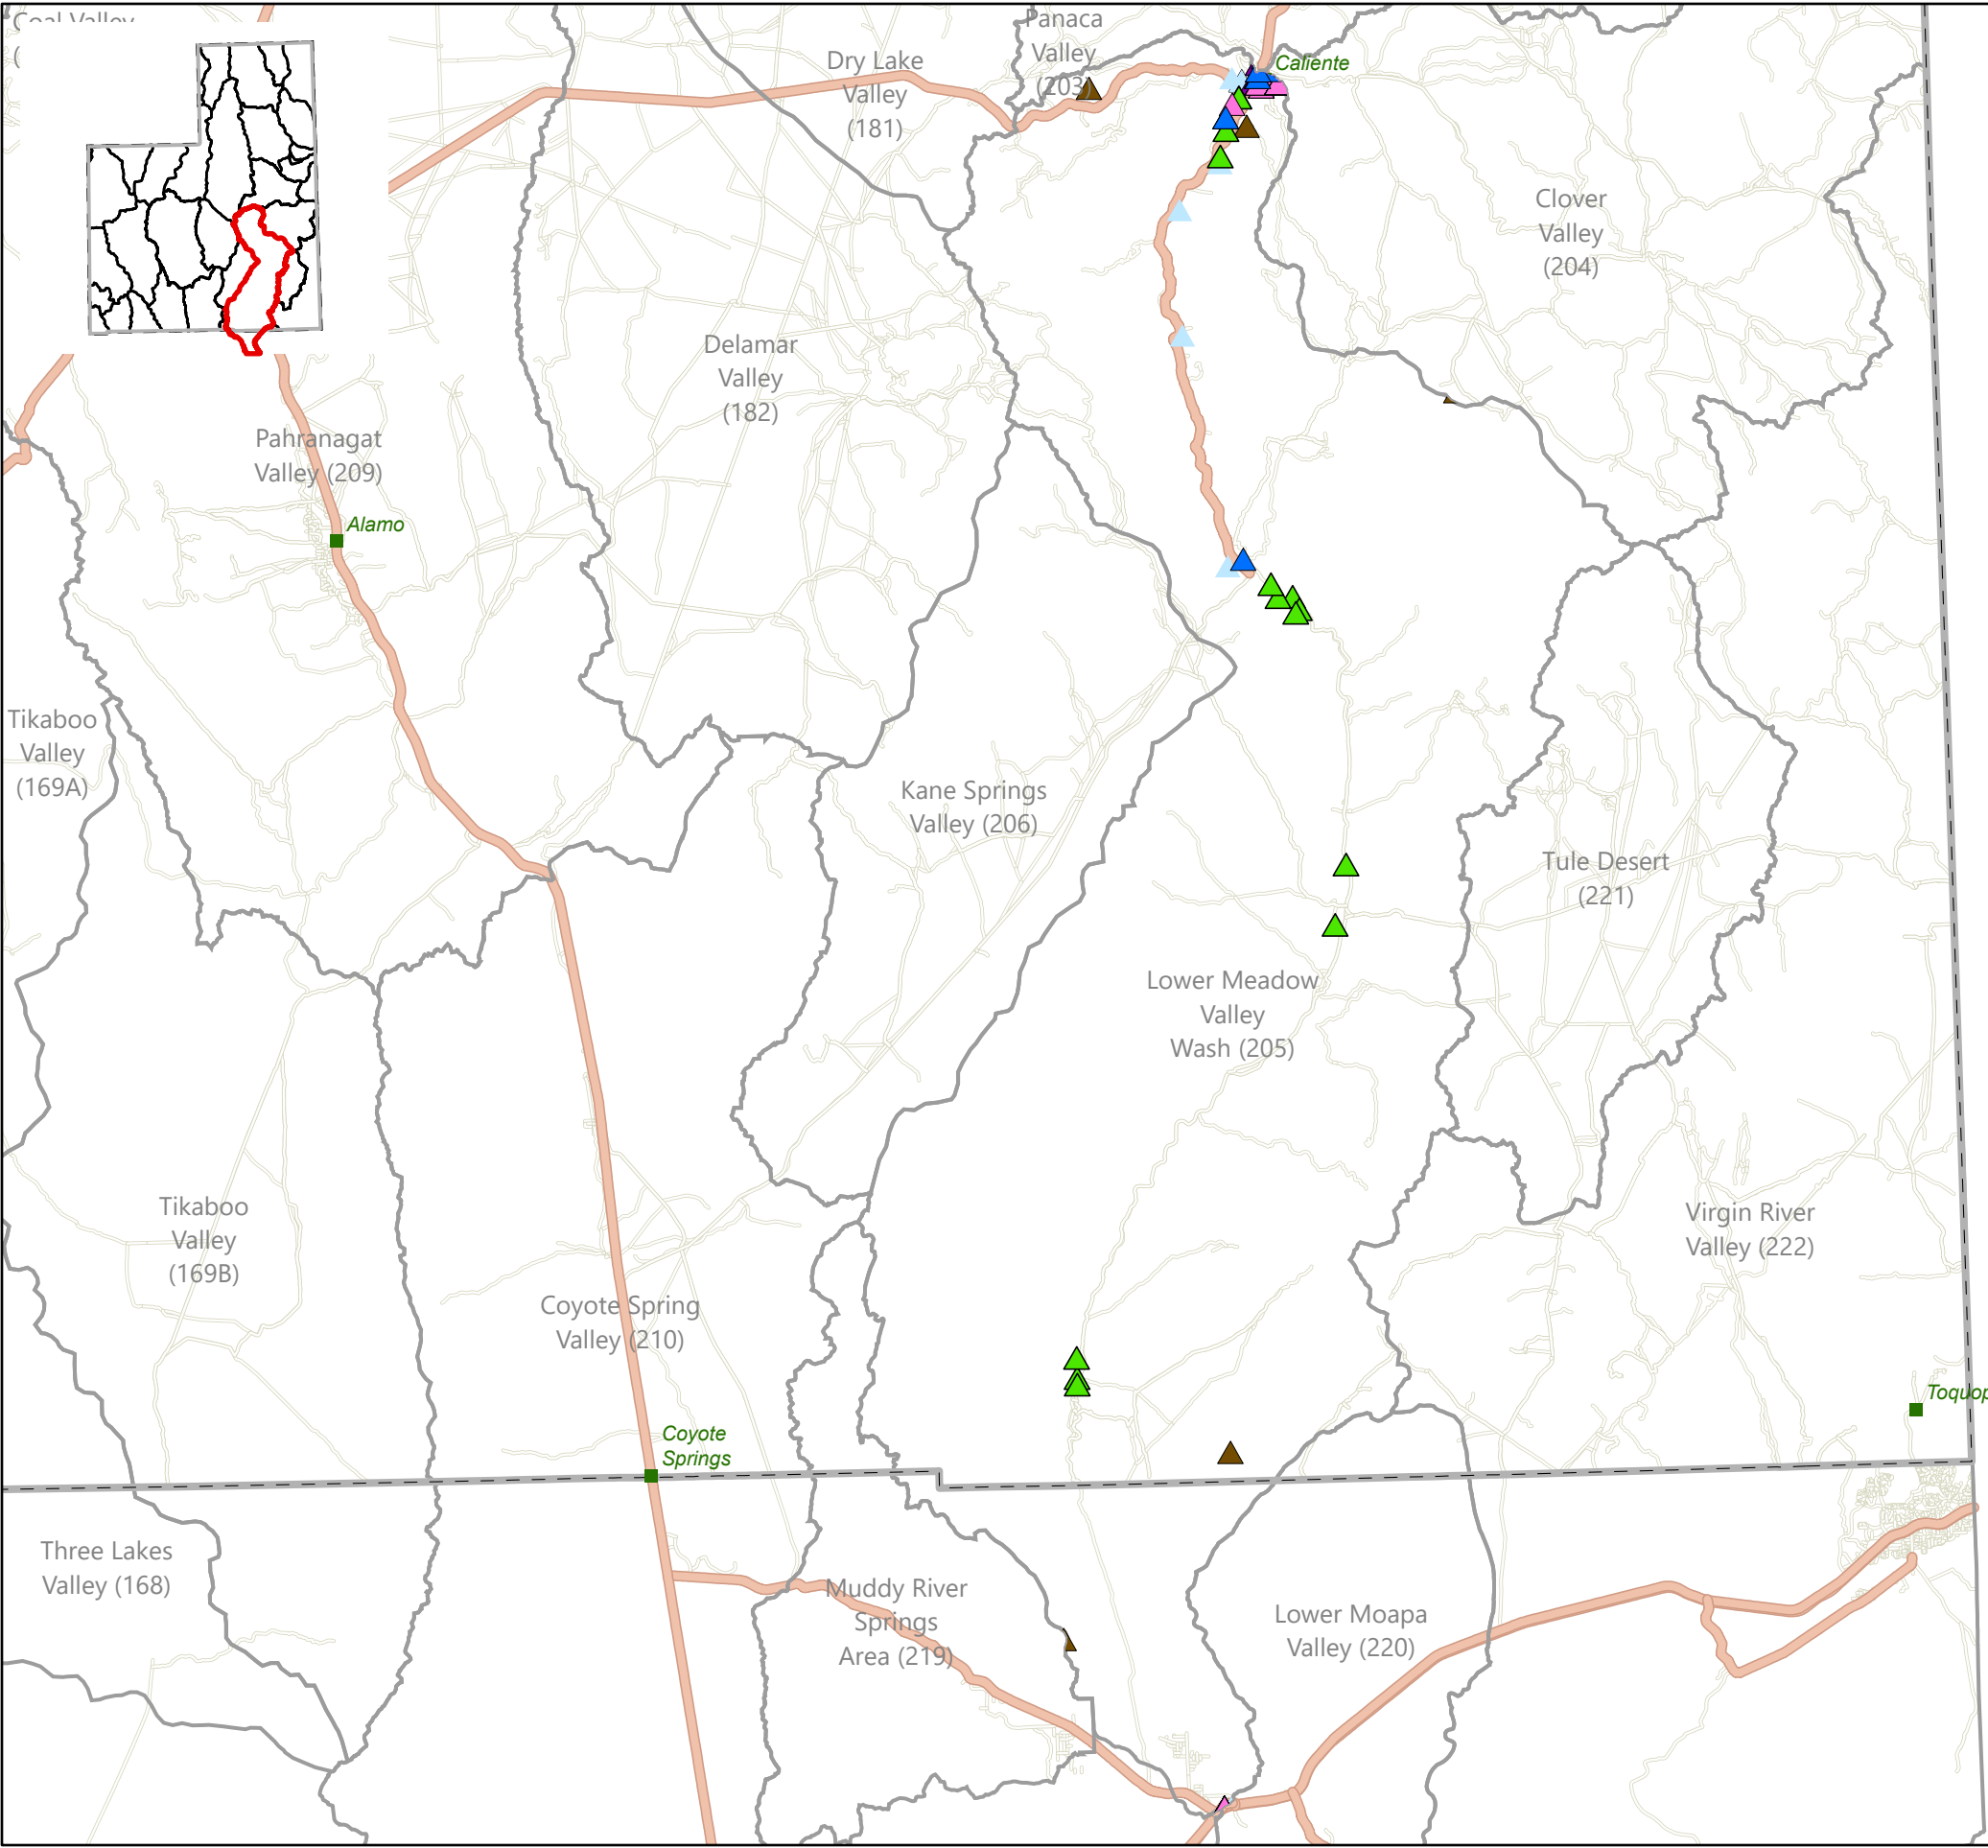 Coal Valley
(
Panaca
Valley
(203)
Caliente
Dry Lake
Valley
(181)
Clover
Valley
(204)
Delamar
Valley
(182)
Pahranagat
Valley (209)
Alamo
Tikaboo
Valley
(169A)
Kane Springs
Valley (206)
Tule Desert
(221)
Lower Meadow
Valley
Wash (205)
Tikaboo
Valley
(169B)
Virgin River
Valley (222)
Coyote Spring
Valley (210)
Toquop
Coyote
Springs
Three Lakes
Valley (168)
Muddy River
Springs
Area (219)
Lower Moapa
Valley (220)